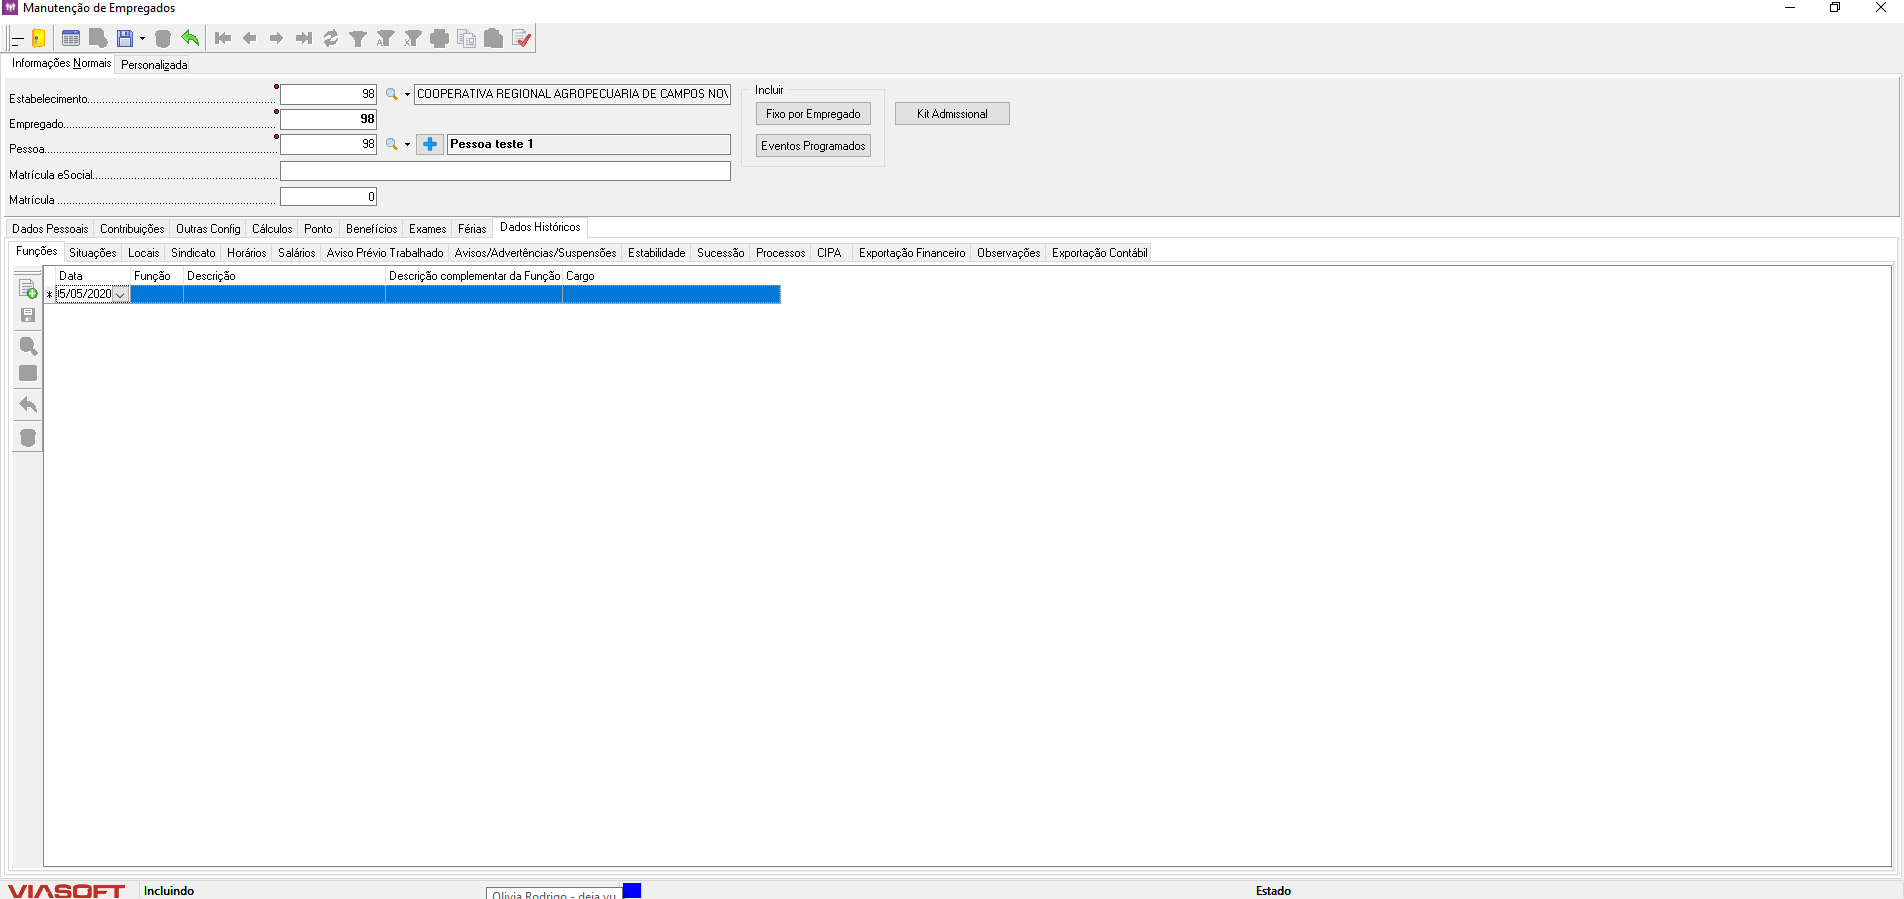 Manutenção de Empregados
Informações Normais Personalizada
Estabelecimento 98 COOPERATIVA REGIONAL AGROPECUARIA DE CAMPOS NOV
Empregado 98
Pessoa 98 Pessoa teste 1
Matrícula eSocial
Matrícula 0
Incluir
Fixo por Empregado
Eventos Programados
Kit Admissional
Dados Pessoais Contribuições Outras Config Cálculos Ponto Benefícios Exames Férias Dados Históricos
Funções Situações Locais Sindicato Horários Salários Aviso Prévio Trabalhado Avisos/Advertências/Suspensões Estabilidade Sucessão Processos CIPA Exportação Financeiro Observações Exportação Contábil
Data Função Descrição Descrição complementar da Função Cargo
* 5/05/2020
VIASOFT Incluindo Olivia Rodrigo - deja vu Estado